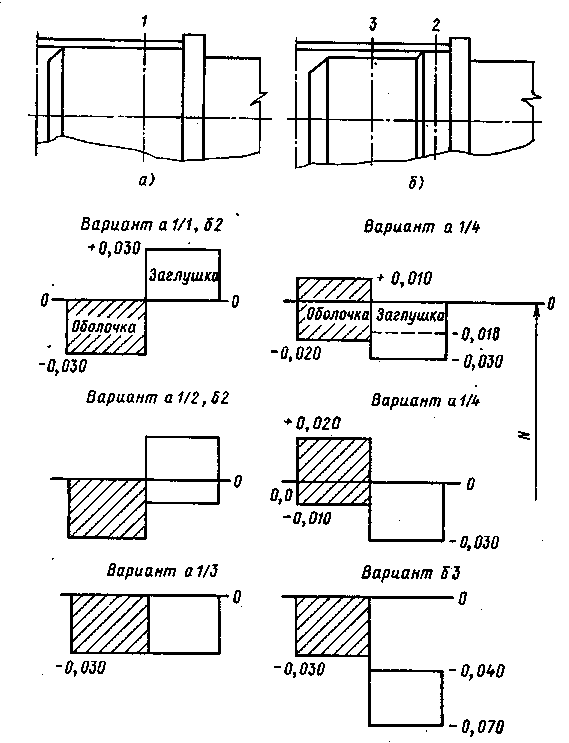 1
3 2
а)
б)
Вариант а 1/1, б2
+0,030
Заглушка
0
0
Оболочка
-0,030
Вариант а 1/4
+ 0,010
0
Оболочка
Заглушка
-0,018
-0,020
-0,030
Вариант а 1/2, б2
0
Вариант а 1/4
+0,020
0
0,0
-0,010
-0,030
N
Вариант а 1/3
0
-0,030
Вариант б3
0
-0,030
-0,040
-0,070